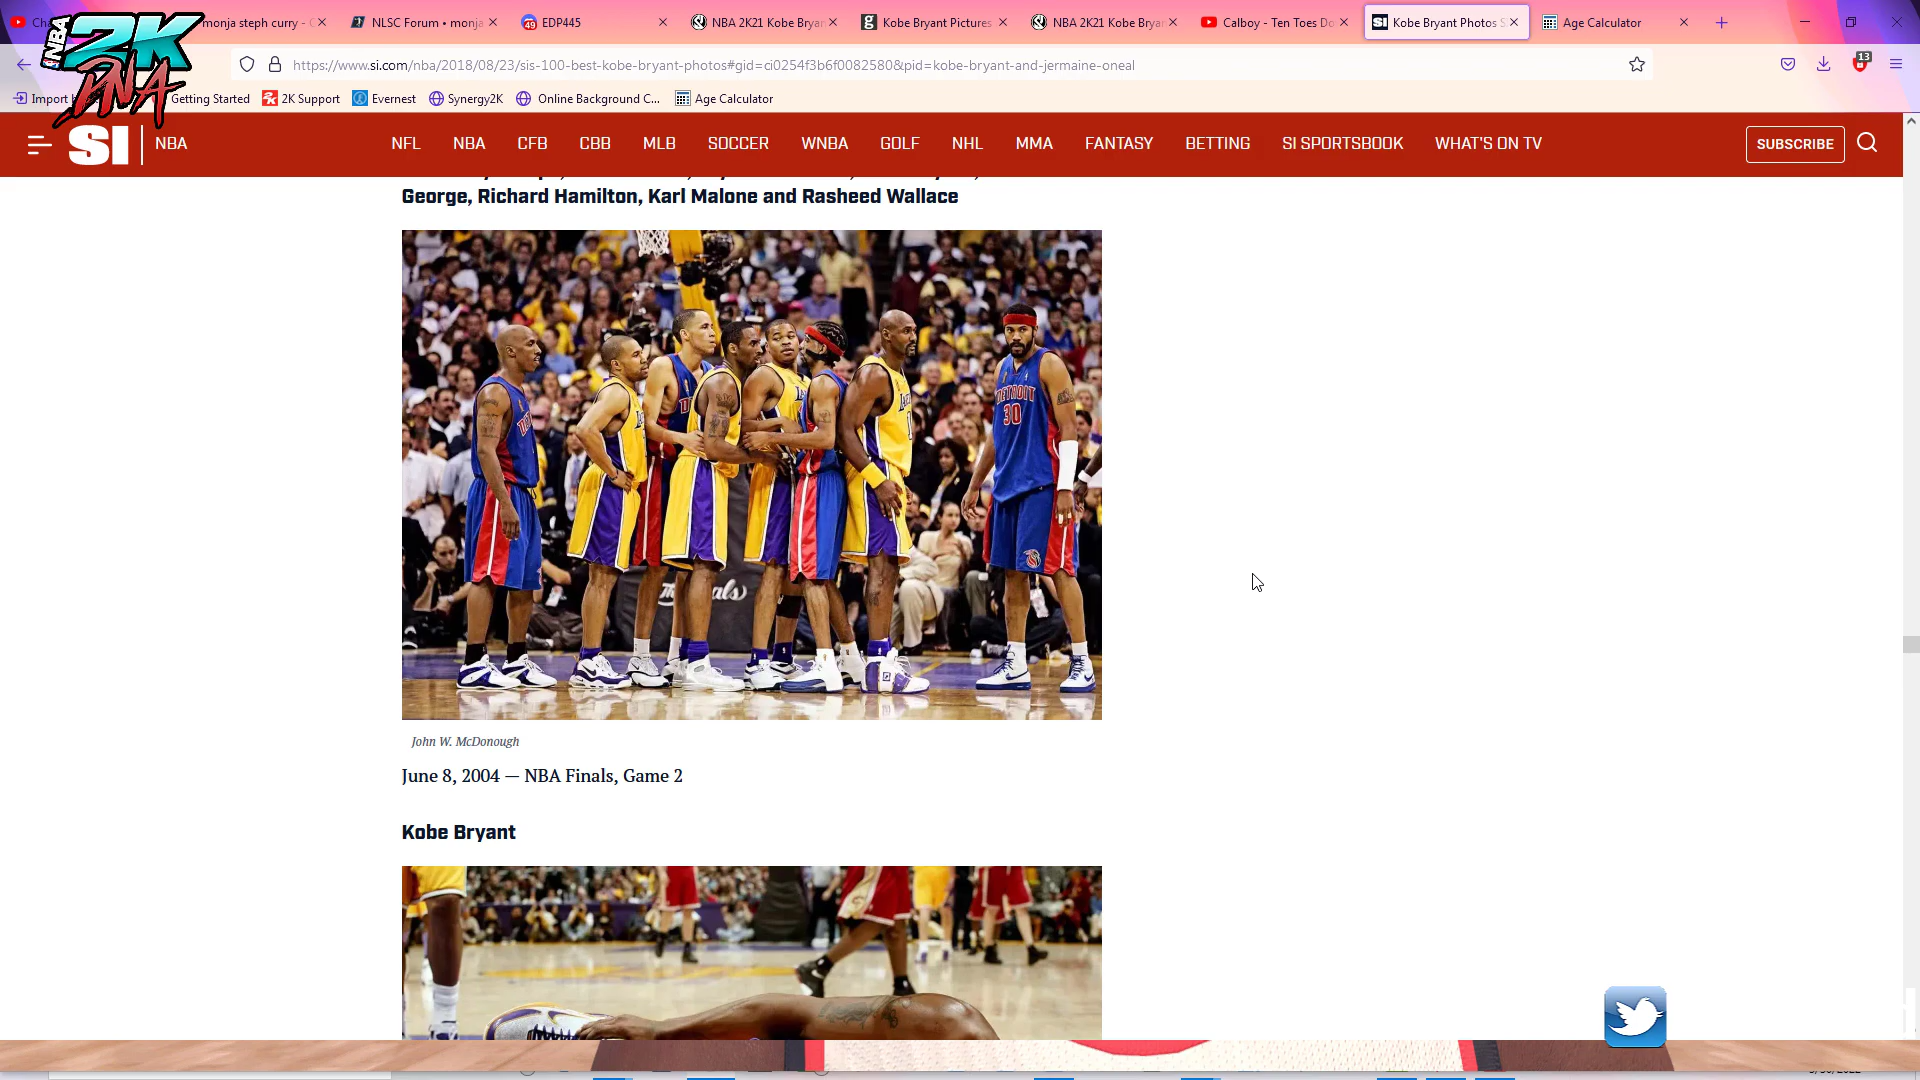 monja steph curry - G
NLSC Forum • monja
EDP445
NBA 2K21 Kobe Bryan
Kobe Bryant Pictures
NBA 2K21 Kobe Bryan
Calboy - Ten Toes Do
SI
Kobe Bryant Photos S
Age Calculator
NBA 2K DNA
https://www.si.com/nba/2018/08/23/sis-100-best-kobe-bryant-photos#gid=ci0254f3b6f0082580&pid=kobe-bryant-and-jermaine-oneal
13
Import
Getting Started
2K Support
Evernest
Synergy2K
Online Background C...
Age Calculator
SI
NBA
NFL
NBA
CFB
CBB
MLB
SOCCER
WNBA
GOLF
NHL
MMA
FANTASY
BETTING
SI SPORTSBOOK
WHAT'S ON TV
SUBSCRIBE
George, Richard Hamilton, Karl Malone and Rasheed Wallace
DETROIT
30
John W. McDonough
June 8, 2004 — NBA Finals, Game 2
Kobe Bryant